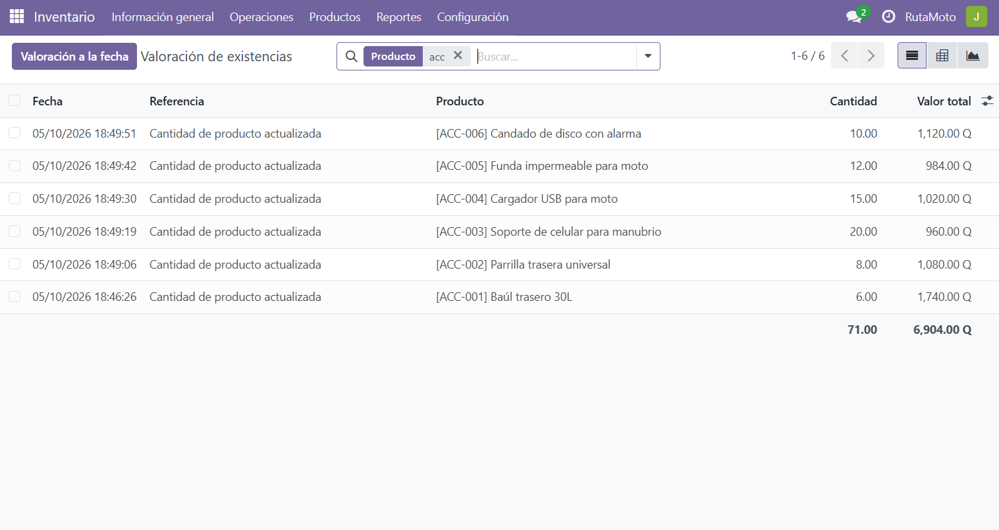 Inventario Información general Operaciones Productos Reportes Configuración 2 RutaMoto J
Valoración a la fecha Valoración de existencias Producto acc Buscar... 1-6 / 6
Fecha Referencia Producto Cantidad Valor total
05/10/2026 18:49:51 Cantidad de producto actualizada [ACC-006] Candado de disco con alarma 10.00 1,120.00 Q
05/10/2026 18:49:42 Cantidad de producto actualizada [ACC-005] Funda impermeable para moto 12.00 984.00 Q
05/10/2026 18:49:30 Cantidad de producto actualizada [ACC-004] Cargador USB para moto 15.00 1,020.00 Q
05/10/2026 18:49:19 Cantidad de producto actualizada [ACC-003] Soporte de celular para manubrio 20.00 960.00 Q
05/10/2026 18:49:06 Cantidad de producto actualizada [ACC-002] Parrilla trasera universal 8.00 1,080.00 Q
05/10/2026 18:46:26 Cantidad de producto actualizada [ACC-001] Baúl trasero 30L 6.00 1,740.00 Q
71.00 6,904.00 Q